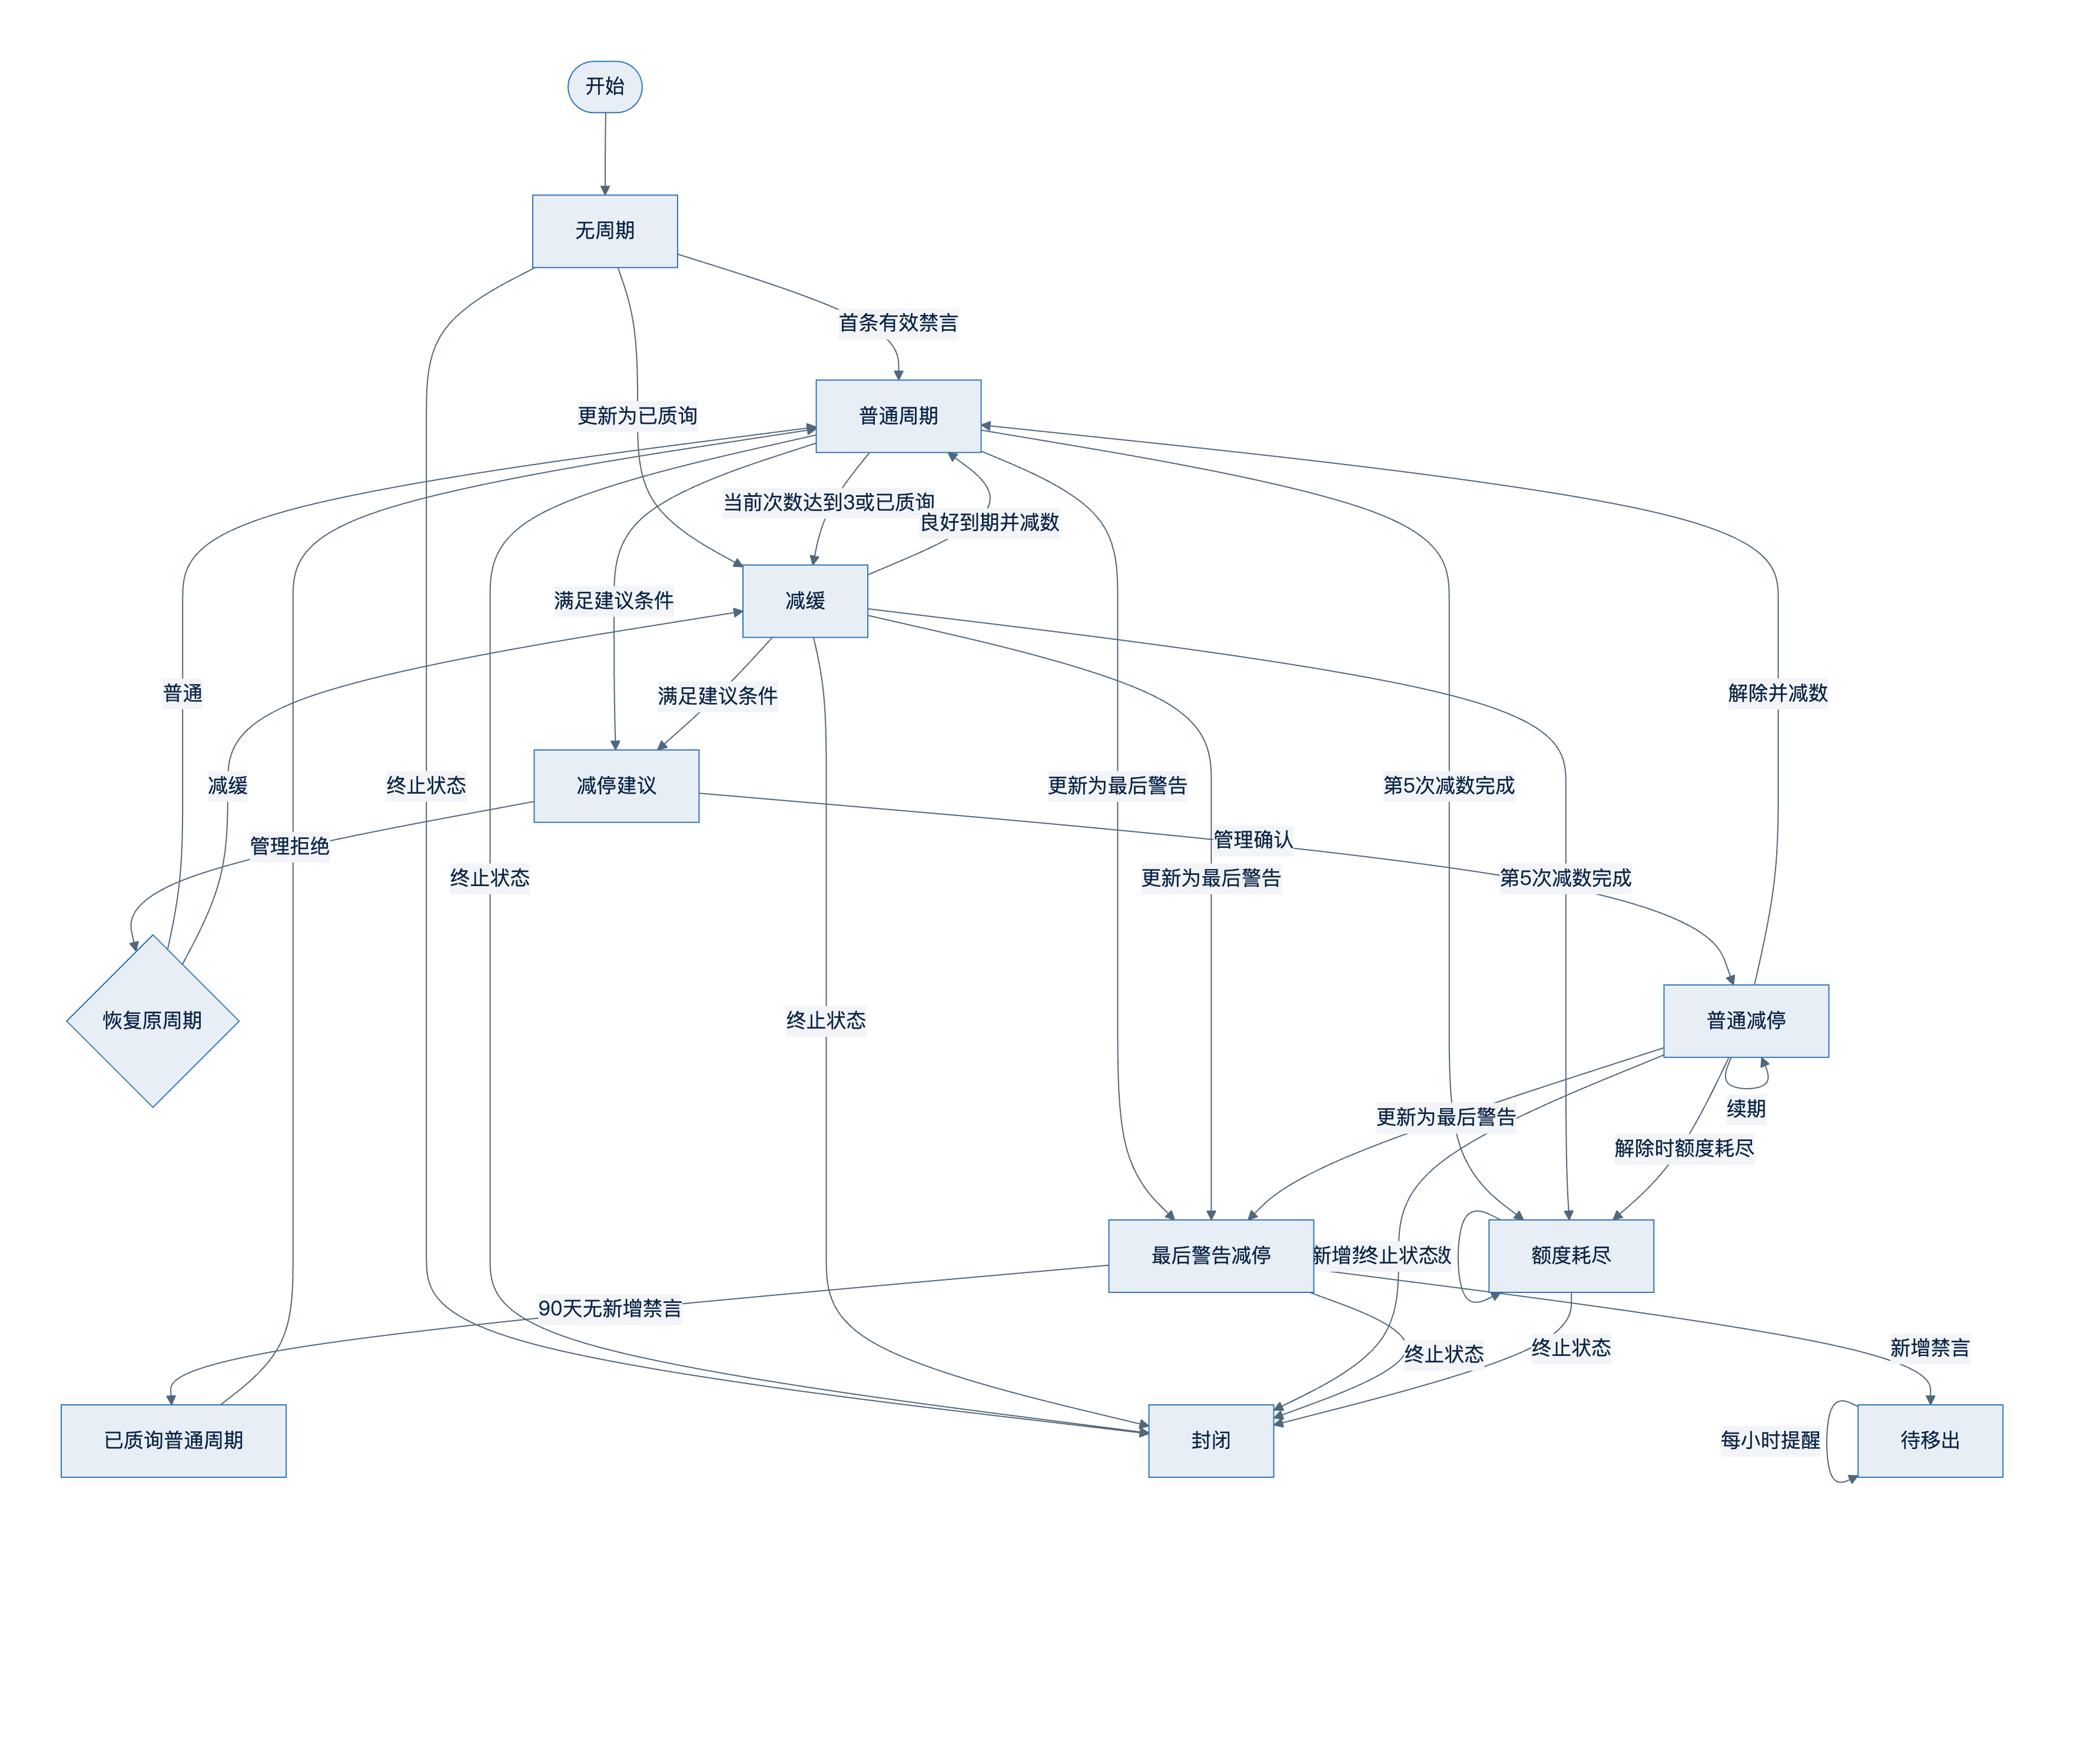 开始
无周期
首条有效禁言
更新为已质询
普通周期
当前次数达到3或已质询
良好到期并减数
满足建议条件
减缓
满足建议条件
普通
解除并减数
减缓
终止状态
减停建议
更新为最后警告
第5次减数完成
管理拒绝
管理确认
终止状态
更新为最后警告
第5次减数完成
恢复原周期
终止状态
普通减停
续期
更新为最后警告
解除时额度耗尽
最后警告减停
新增
终止状态
额度耗尽
90天无新增禁言
终止状态
终止状态
新增禁言
已质询普通周期
封闭
每小时提醒
待移出